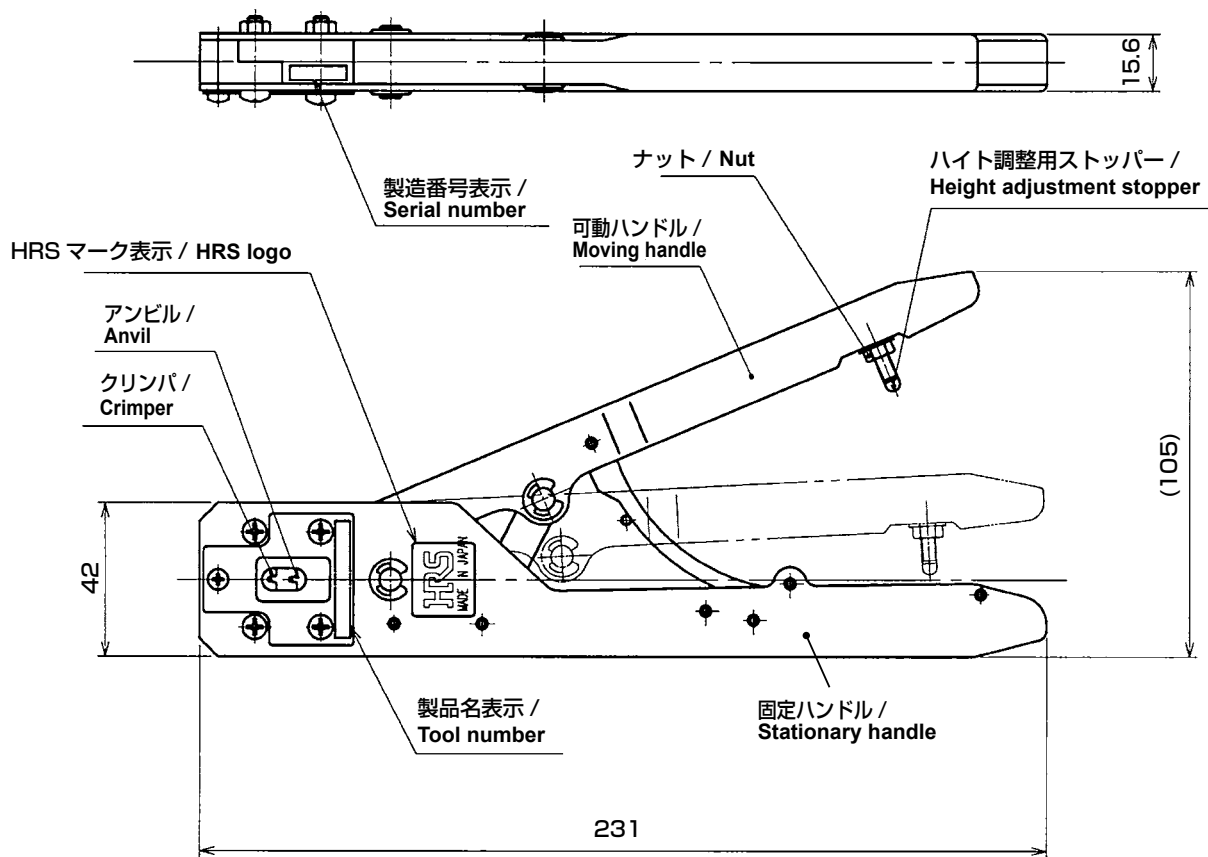 15.6
ナット / Nut
ハイト調整用ストッパー /
Height adjustment stopper
製造番号表示 /
Serial number
可動ハンドル /
Moving handle
HRS マーク表示 / HRS logo
アンビル /
Anvil
クリンパ /
Crimper
(105)
42
HRS
MADE IN JAPAN
製品名表示 /
Tool number
固定ハンドル /
Stationary handle
231